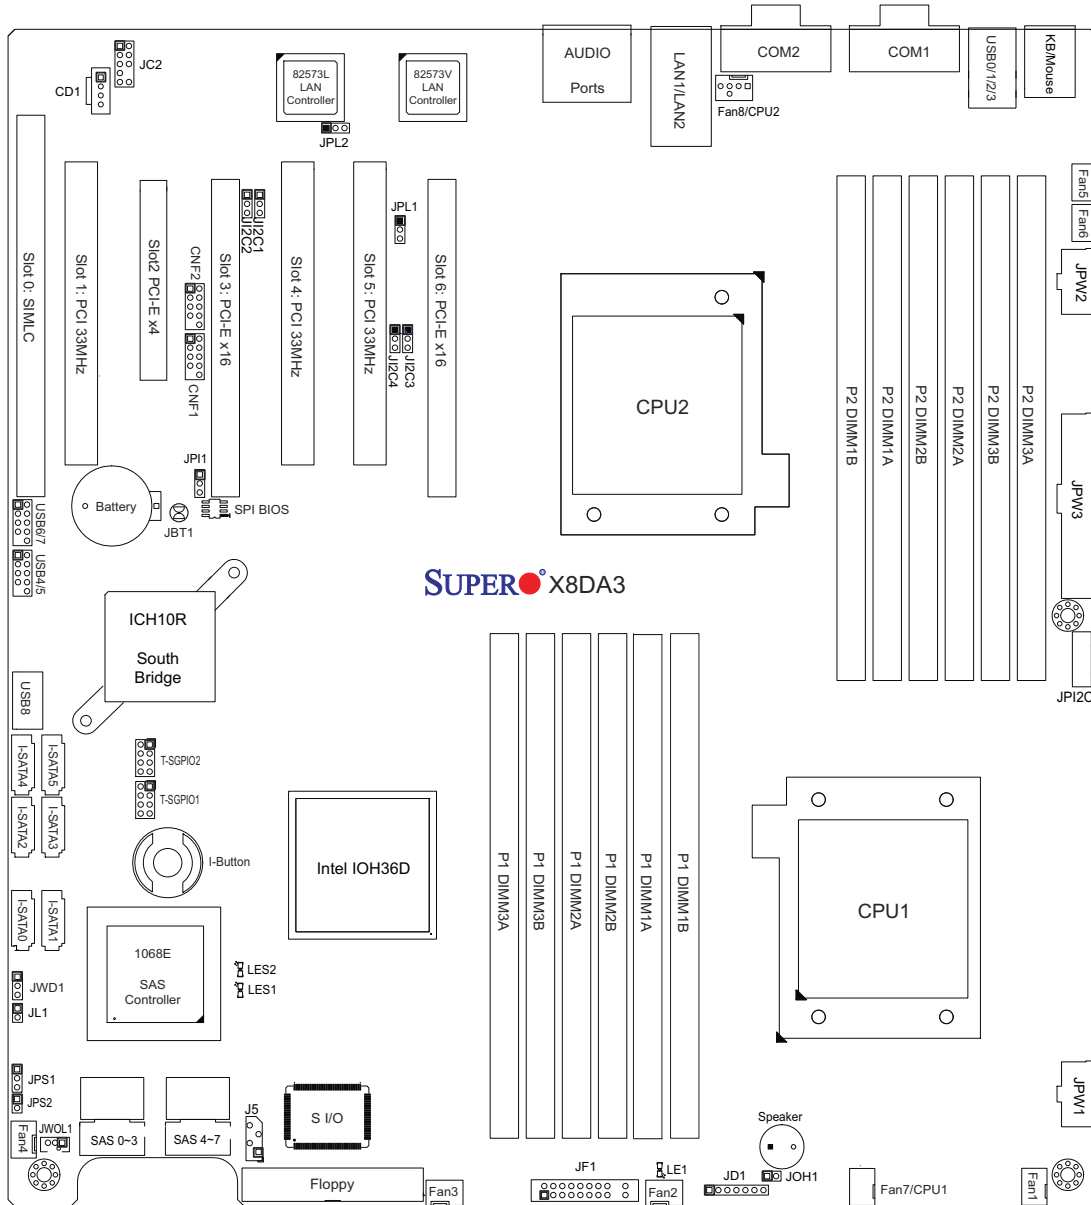 AUDIO
Ports
LAN1/LAN2
COM2
COM1
USB0/1/2/3
KB/Mouse
Fan8/CPU2
JC2
CD1
82573L
LAN
Controller
82573V
LAN
Controller
JPL2
Fan5
Fan6
JPW2
JPW3
JPI2C
Slot 0: SIMLC
Slot 1: PCI 33MHz
Slot2 PCI-E x4
CNF2
CNF1
Slot 3: PCI-E x16
JI2C2
JI2C1
Slot 4: PCI 33MHz
Slot 5: PCI 33MHz
JPL1
JI2C4
JI2C3
Slot 6: PCI-E x16
CPU2
P2 DIMM1B
P2 DIMM1A
P2 DIMM2B
P2 DIMM2A
P2 DIMM3B
P2 DIMM3A
JPI1
Battery
JBT1
SPI BIOS
USB6/7
USB4/5
SUPER X8DA3
ICH10R
South
Bridge
USB8
I-SATA4
I-SATA5
I-SATA2
I-SATA3
T-SGPIO2
T-SGPIO1
I-Button
Intel IOH36D
P1 DIMM3A
P1 DIMM3B
P1 DIMM2A
P1 DIMM2B
P1 DIMM1A
P1 DIMM1B
CPU1
I-SATA0
I-SATA1
1068E
SAS
Controller
LES2
LES1
JWD1
JL1
JPS1
JPS2
JWOL1
Fan4
SAS 0~3
SAS 4~7
J5
S I/O
Floppy
Fan3
JF1
LE1
Fan2
Speaker
JD1
JOH1
Fan7/CPU1
JPW1
Fan1